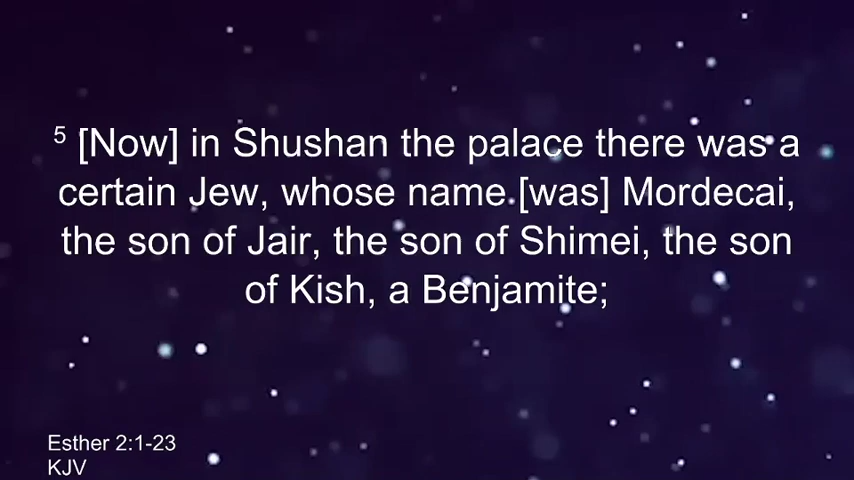 5 [Now] in Shushan the palace there was a
certain Jew, whose name [was] Mordecai,
the son of Jair, the son of Shimei, the son
of Kish, a Benjamite;
Esther 2:1-23
KJV